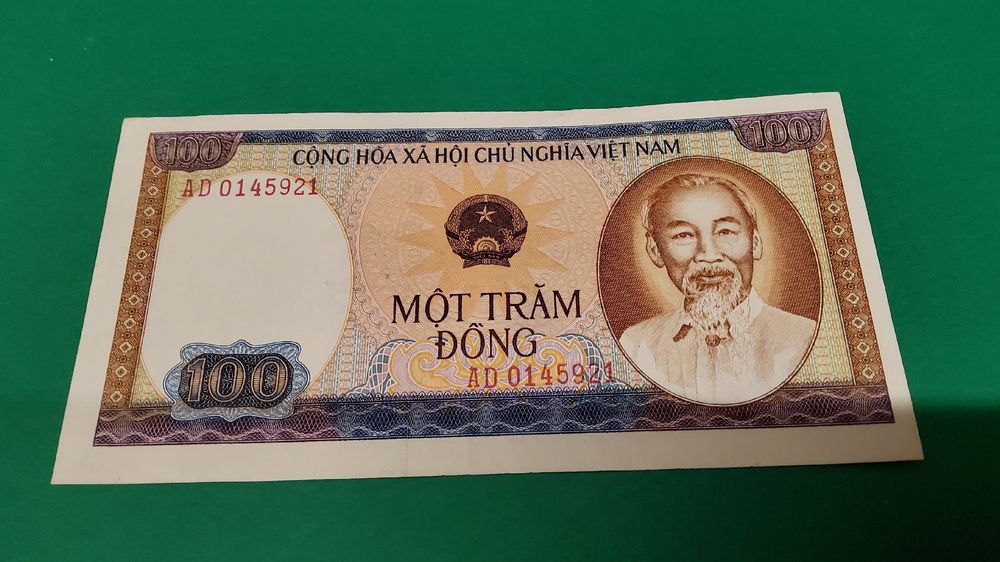 100
100
CỘNG HÒA XÃ HỘI CHỦ NGHĨA VIỆT NAM
AD 0145921
MỘT TRĂM
ĐỒNG
100
AD 0145921